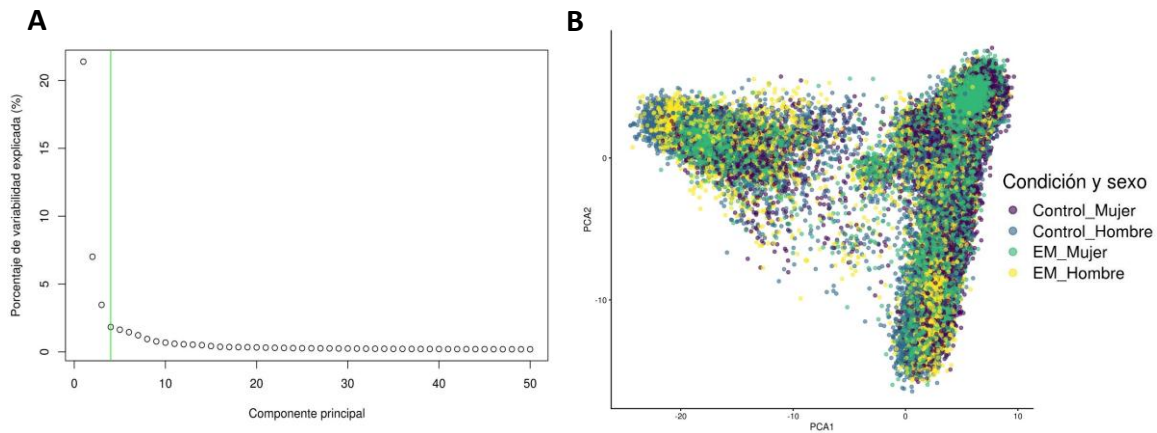 A
Porcentaje de variabilidad explicada (%)
20
15
10
5
0
0
10
20
30
40
50
Componente principal
B
PCA2
0
-10
-20
-10
0
10
PCA1
Condición y sexo
Control_Mujer
Control_Hombre
EM_Mujer
EM_Hombre